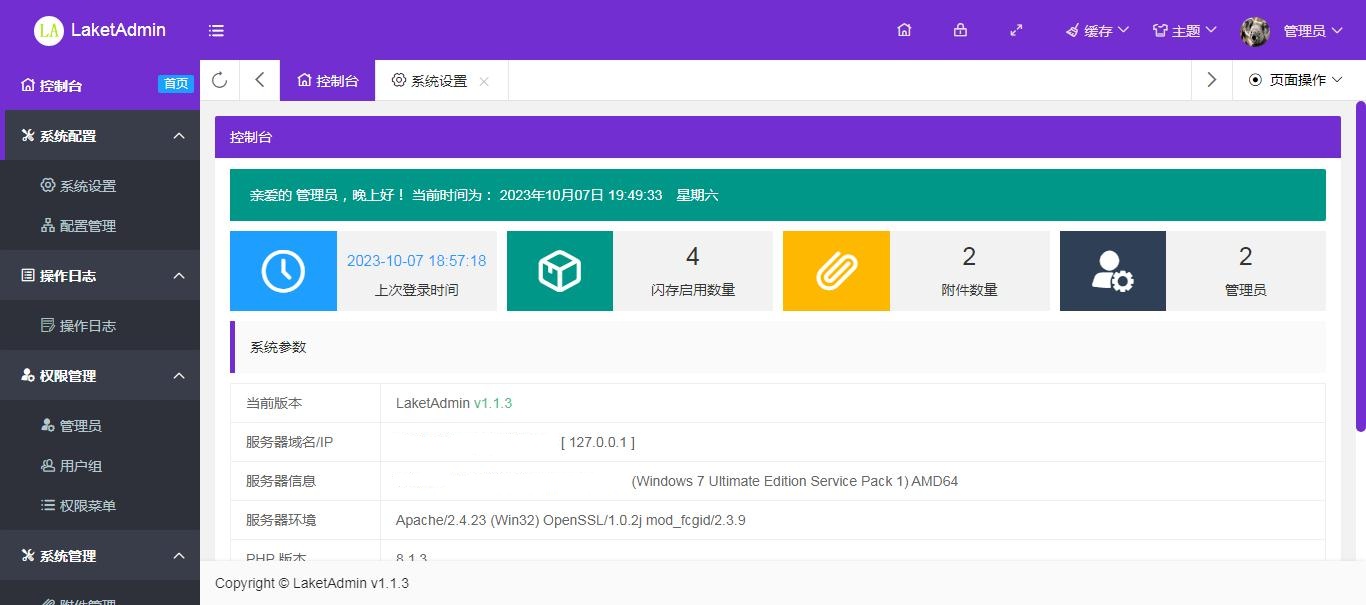 LA LaketAdmin
缓存
主题
管理员
控制台 首页
控制台
系统设置
页面操作
系统配置
系统设置
配置管理
操作日志
操作日志
权限管理
管理员
用户组
权限菜单
系统管理
附件管理
控制台
亲爱的 管理员，晚上好！ 当前时间为： 2023年10月07日 19:49:33 星期六
2023-10-07 18:57:18
上次登录时间
4
闪存启用数量
2
附件数量
2
管理员
系统参数
当前版本 LaketAdmin v1.1.3
服务器域名/IP [ 127.0.0.1 ]
服务器信息 (Windows 7 Ultimate Edition Service Pack 1) AMD64
服务器环境 Apache/2.4.23 (Win32) OpenSSL/1.0.2j mod_fcgid/2.3.9
PHP 版本 8.1.3
Copyright © LaketAdmin v1.1.3